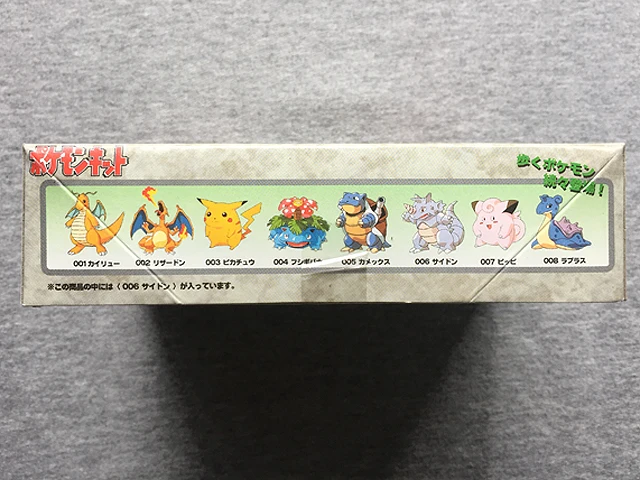 ポケモンキット
歩くポケモン
続々登場！
001 カイリュー
002 リザードン
003 ピカチュウ
004 フシギバナ
005 カメックス
006 サイドン
007 ピッピ
008 ラプラス
※この商品の中には（ 006 サイドン ）が入っています。